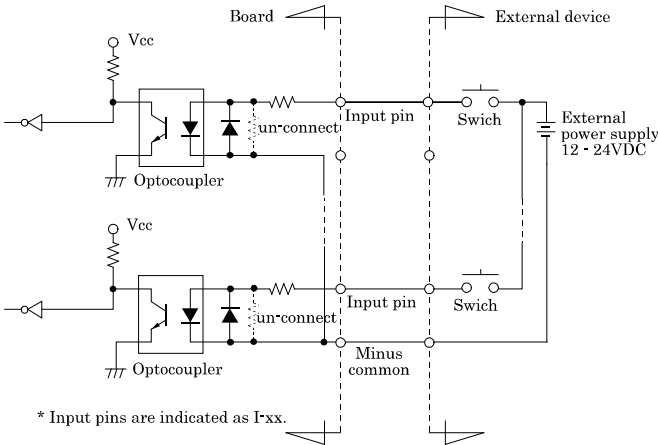 Board
External device
Vcc
Input pin
Swich
un-connect
External
power supply
12 - 24VDC
Optocoupler
Vcc
Input pin
Swich
un-connect
Optocoupler
Minus
common
* Input pins are indicated as I-xx.